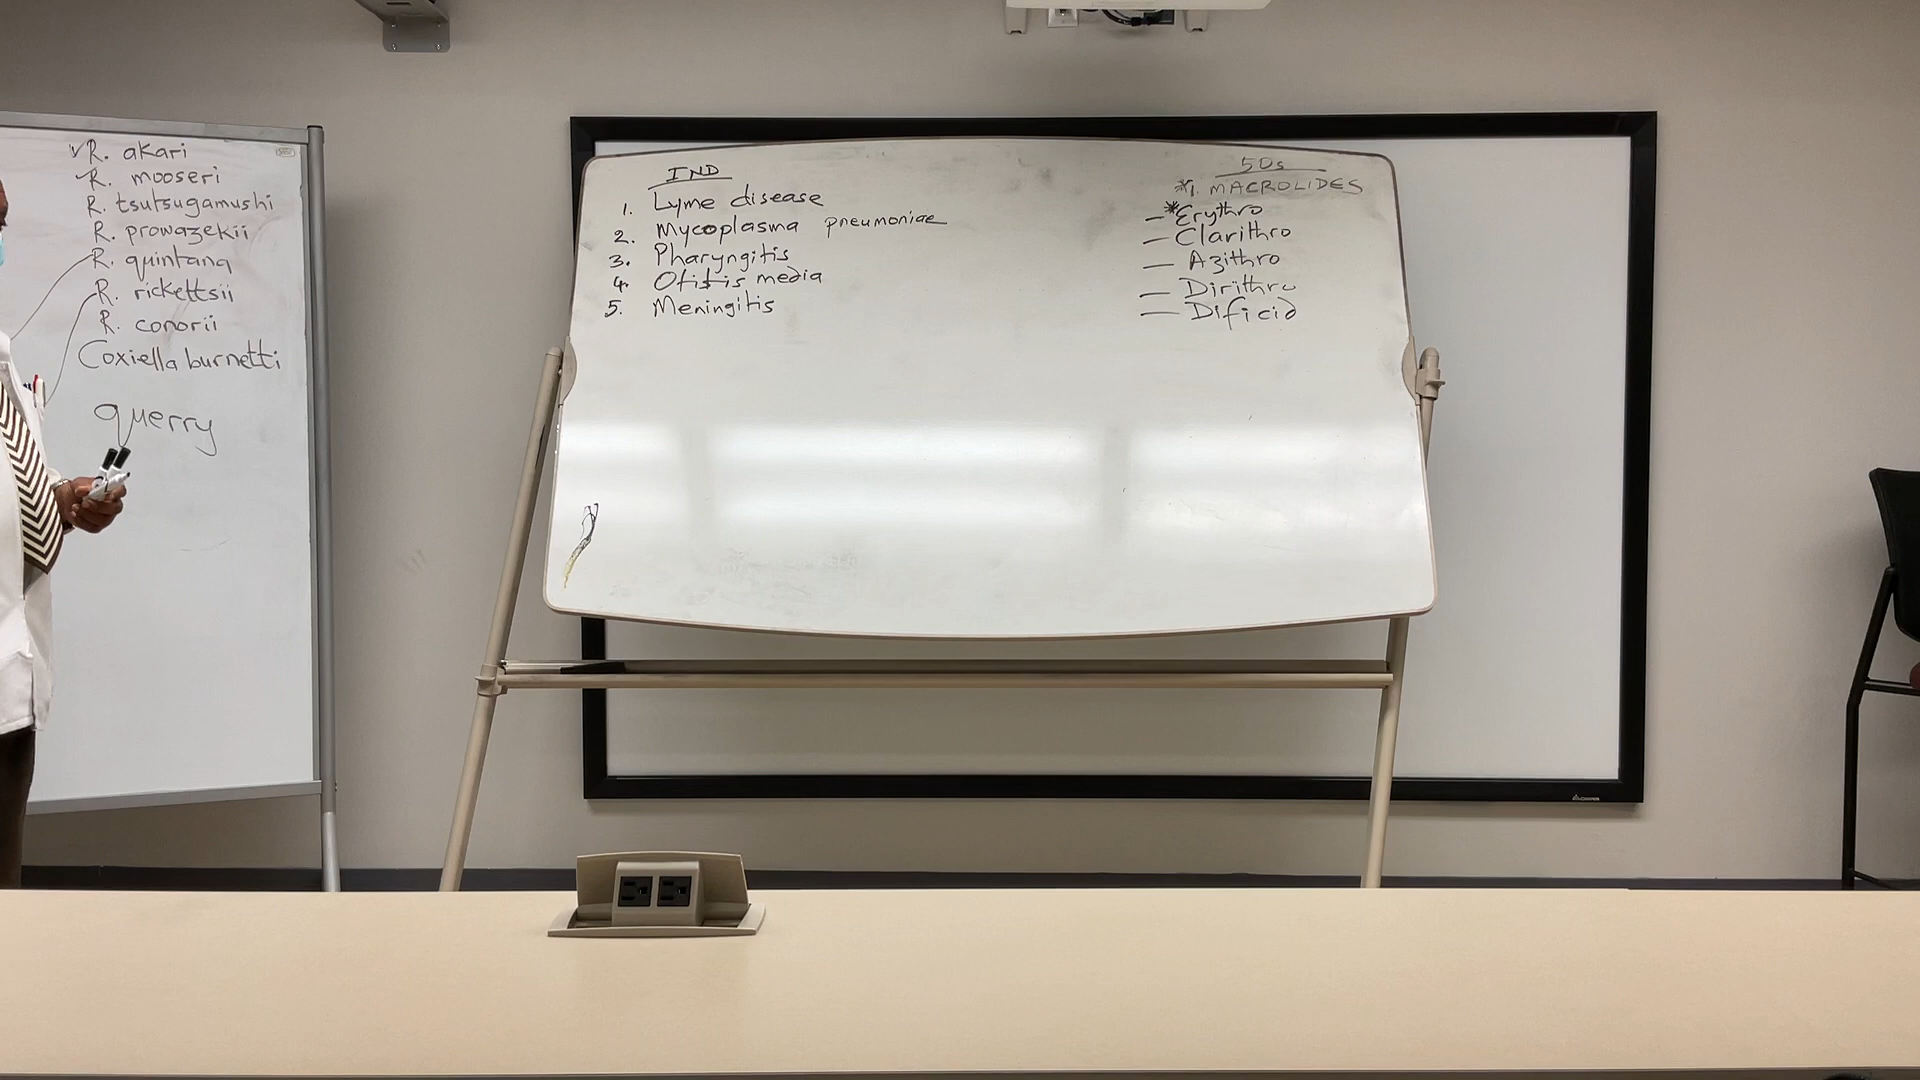 R. akari
R. mooseri
R. tsutsugamushi
R. prowazekii
R. quintana
R. rickettsii
R. conorii
Coxiella burnetti
querry
IND
1. Lyme disease
2. Mycoplasma pneumoniae
3. Pharyngitis
4. Otitis media
5. Meningitis
50s
*1. MACROLIDES
- *Erythro
- Clarithro
- Azithro
- Dirithro
- Dificid